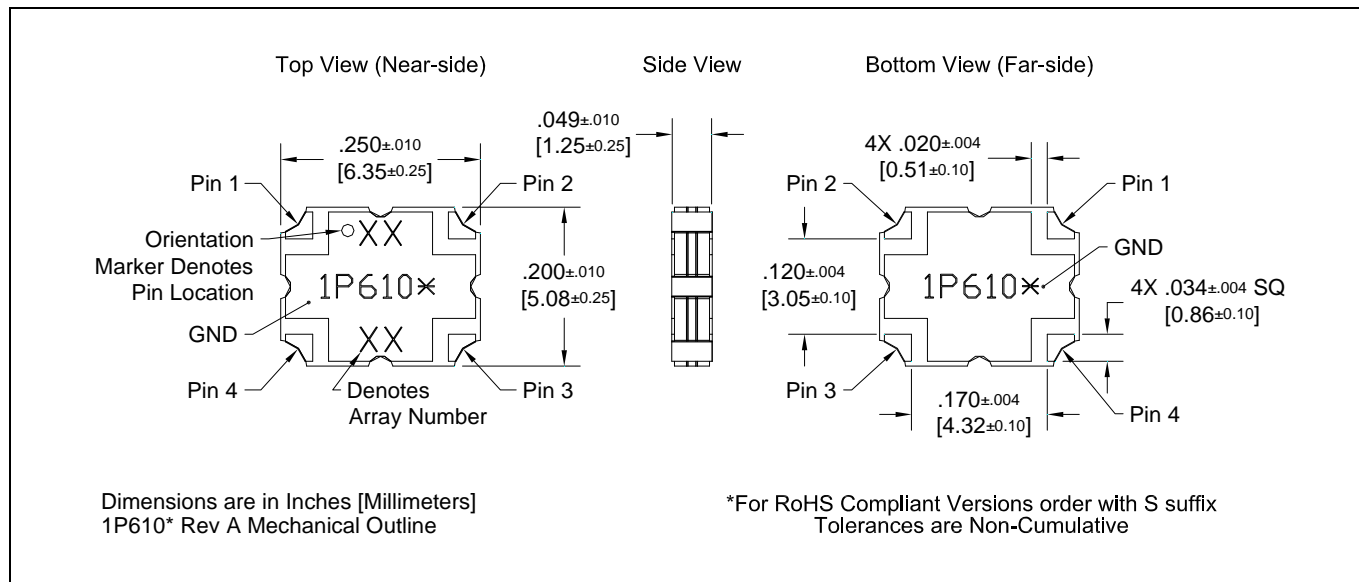 Top View (Near-side)
Side View
Bottom View (Far-side)
.250±.010
[6.35±0.25]
.049±.010
[1.25±0.25]
4X .020±.004
[0.51±0.10]
Pin 1
Pin 2
Pin 2
Pin 1
Orientation
Marker Denotes
Pin Location
XX
1P610*
XX
GND
.200±.010
[5.08±0.25]
.120±.004
[3.05±0.10]
1P610*
GND
4X .034±.004 SQ
[0.86±0.10]
Pin 4
Denotes
Array Number
Pin 3
Pin 3
.170±.004
[4.32±0.10]
Pin 4
Dimensions are in Inches [Millimeters]
1P610* Rev A Mechanical Outline
*For RoHS Compliant Versions order with S suffix
Tolerances are Non-Cumulative